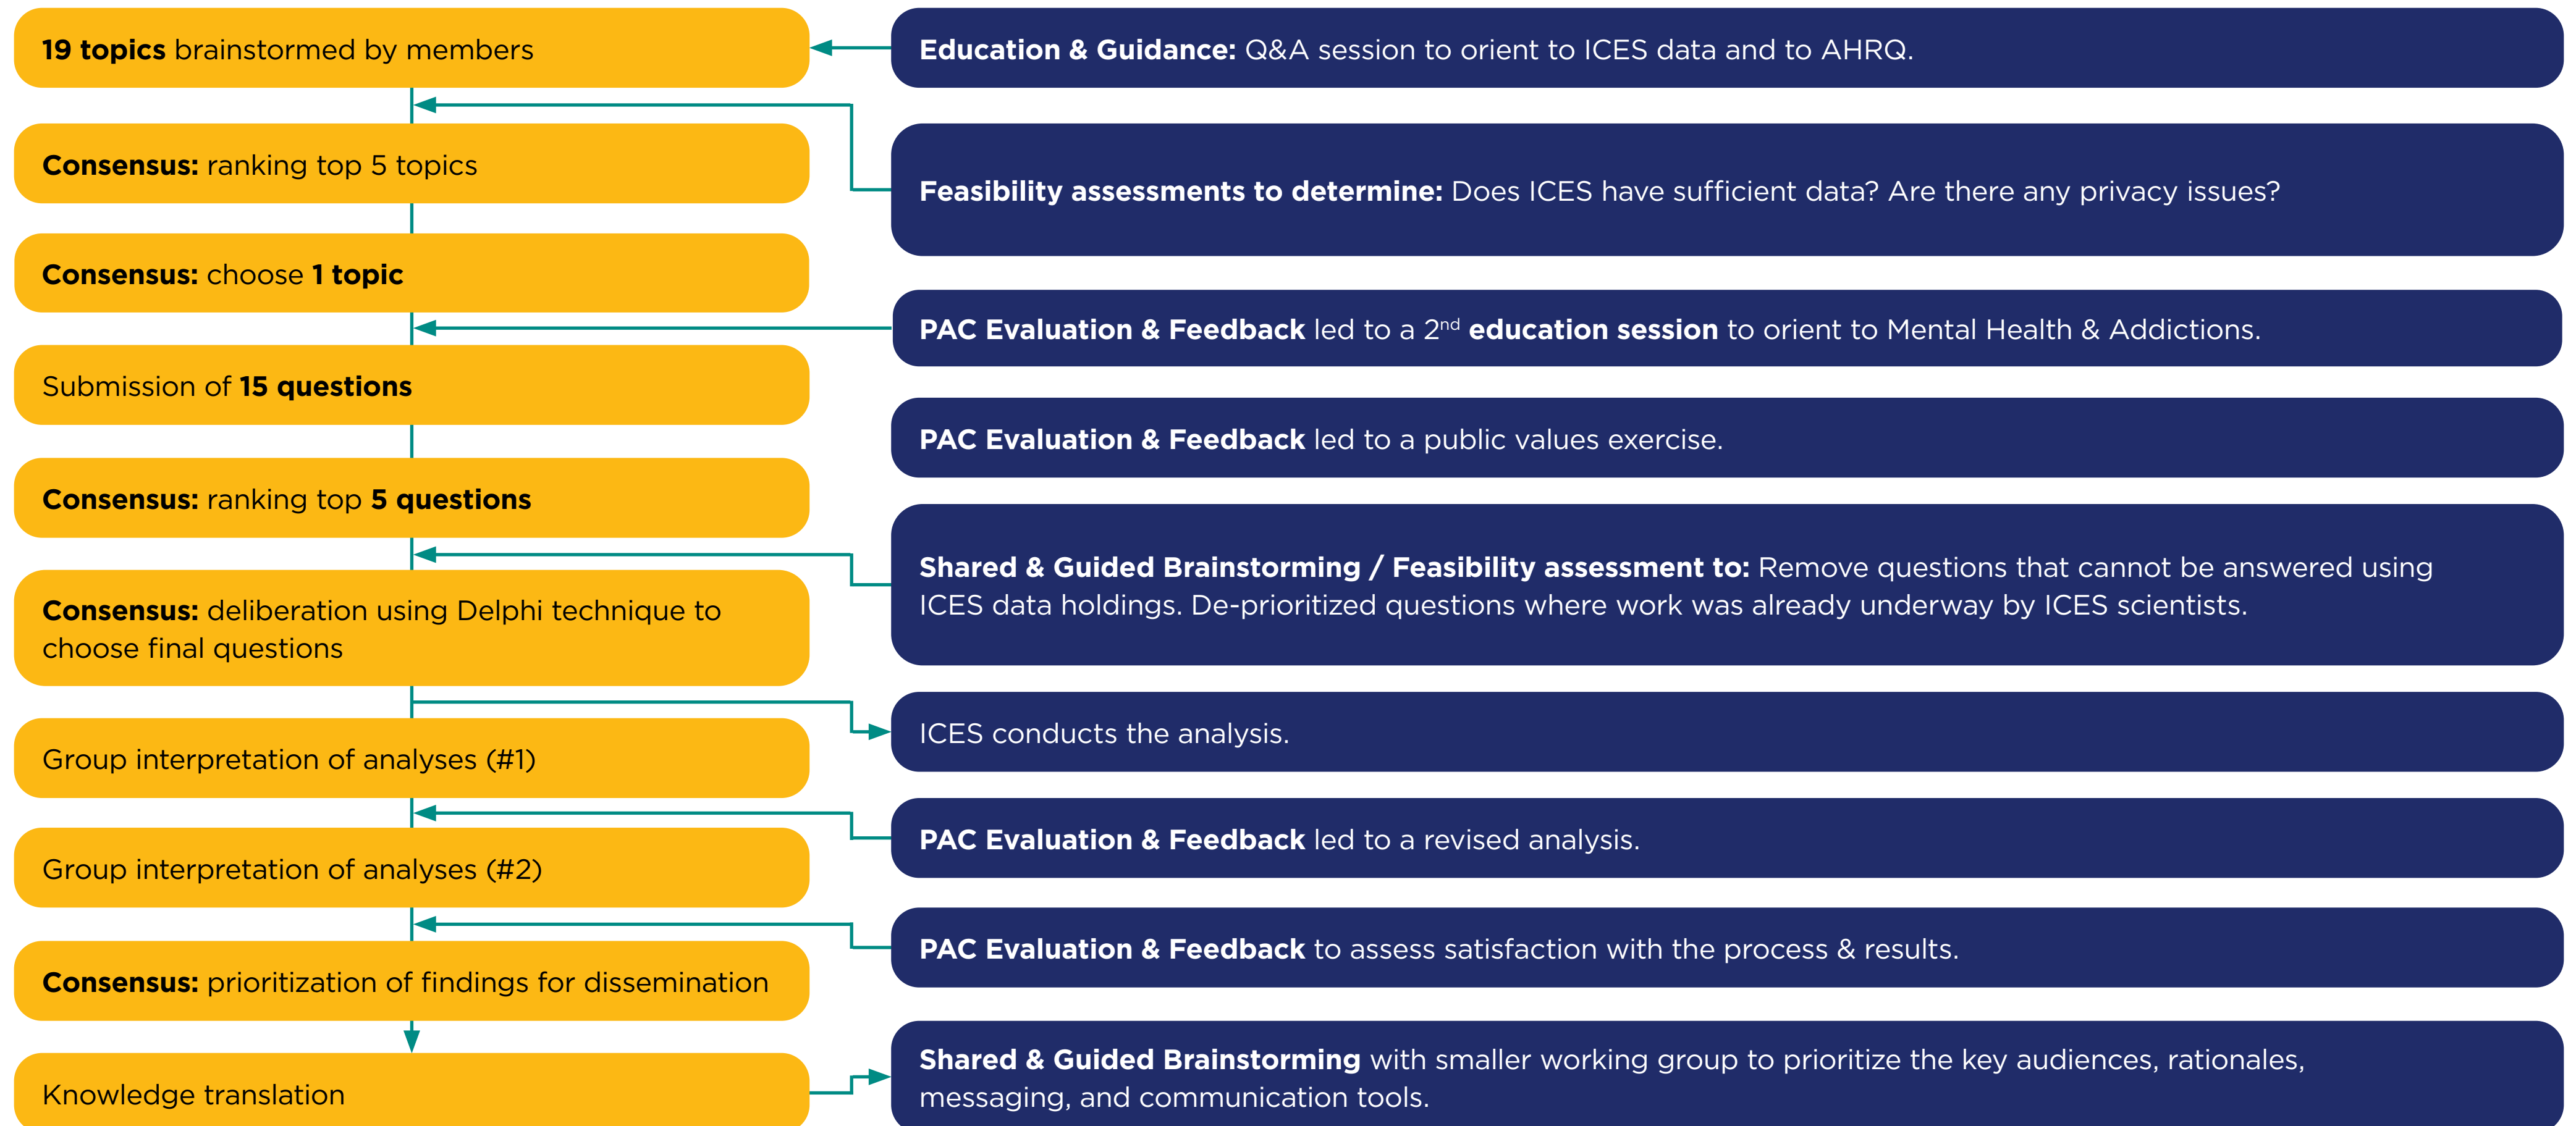 19 topics brainstormed by members
Education & Guidance: Q&A session to orient to ICES data and to AHRQ.
Consensus: ranking top 5 topics
Feasibility assessments to determine: Does ICES have sufficient data? Are there any privacy issues?
Consensus: choose 1 topic
PAC Evaluation & Feedback led to a 2nd education session to orient to Mental Health & Addictions.
Submission of 15 questions
PAC Evaluation & Feedback led to a public values exercise.
Consensus: ranking top 5 questions
Shared & Guided Brainstorming / Feasibility assessment to: Remove questions that cannot be answered using
ICES data holdings. De-prioritized questions where work was already underway by ICES scientists.
Consensus: deliberation using Delphi technique to
choose final questions
ICES conducts the analysis.
Group interpretation of analyses (#1)
PAC Evaluation & Feedback led to a revised analysis.
Group interpretation of analyses (#2)
PAC Evaluation & Feedback to assess satisfaction with the process & results.
Consensus: prioritization of findings for dissemination
Shared & Guided Brainstorming with smaller working group to prioritize the key audiences, rationales,
messaging, and communication tools.
Knowledge translation